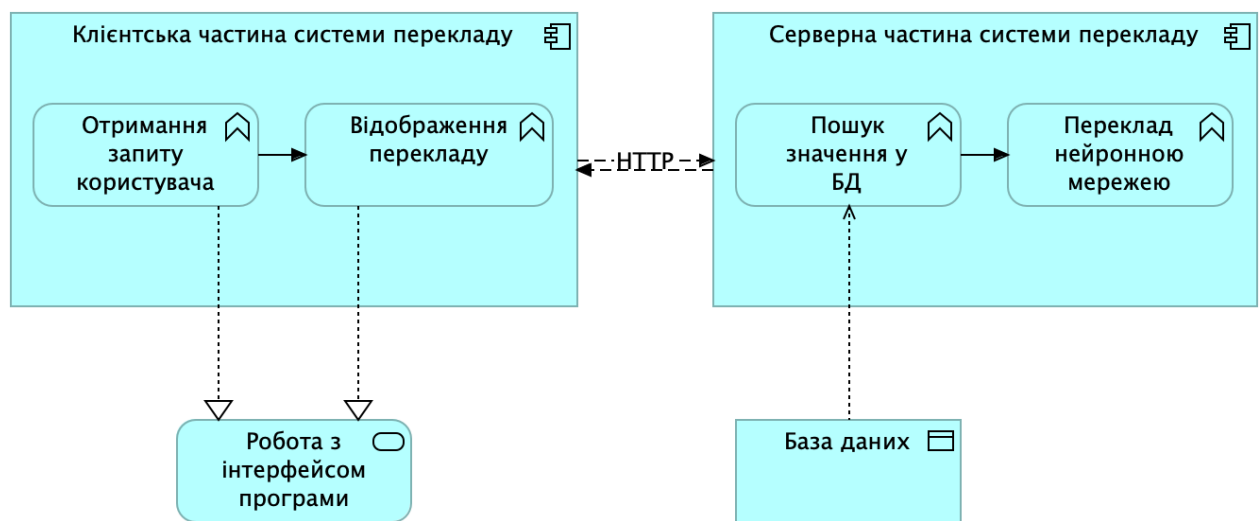 Клієнтська частина системи перекладу
Отримання
запиту
користувача
Відображення
перекладу
HTTP
Серверна частина системи перекладу
Пошук
значення у
БД
Переклад
нейронною
мережею
Робота з
інтерфейсом
програми
База даних